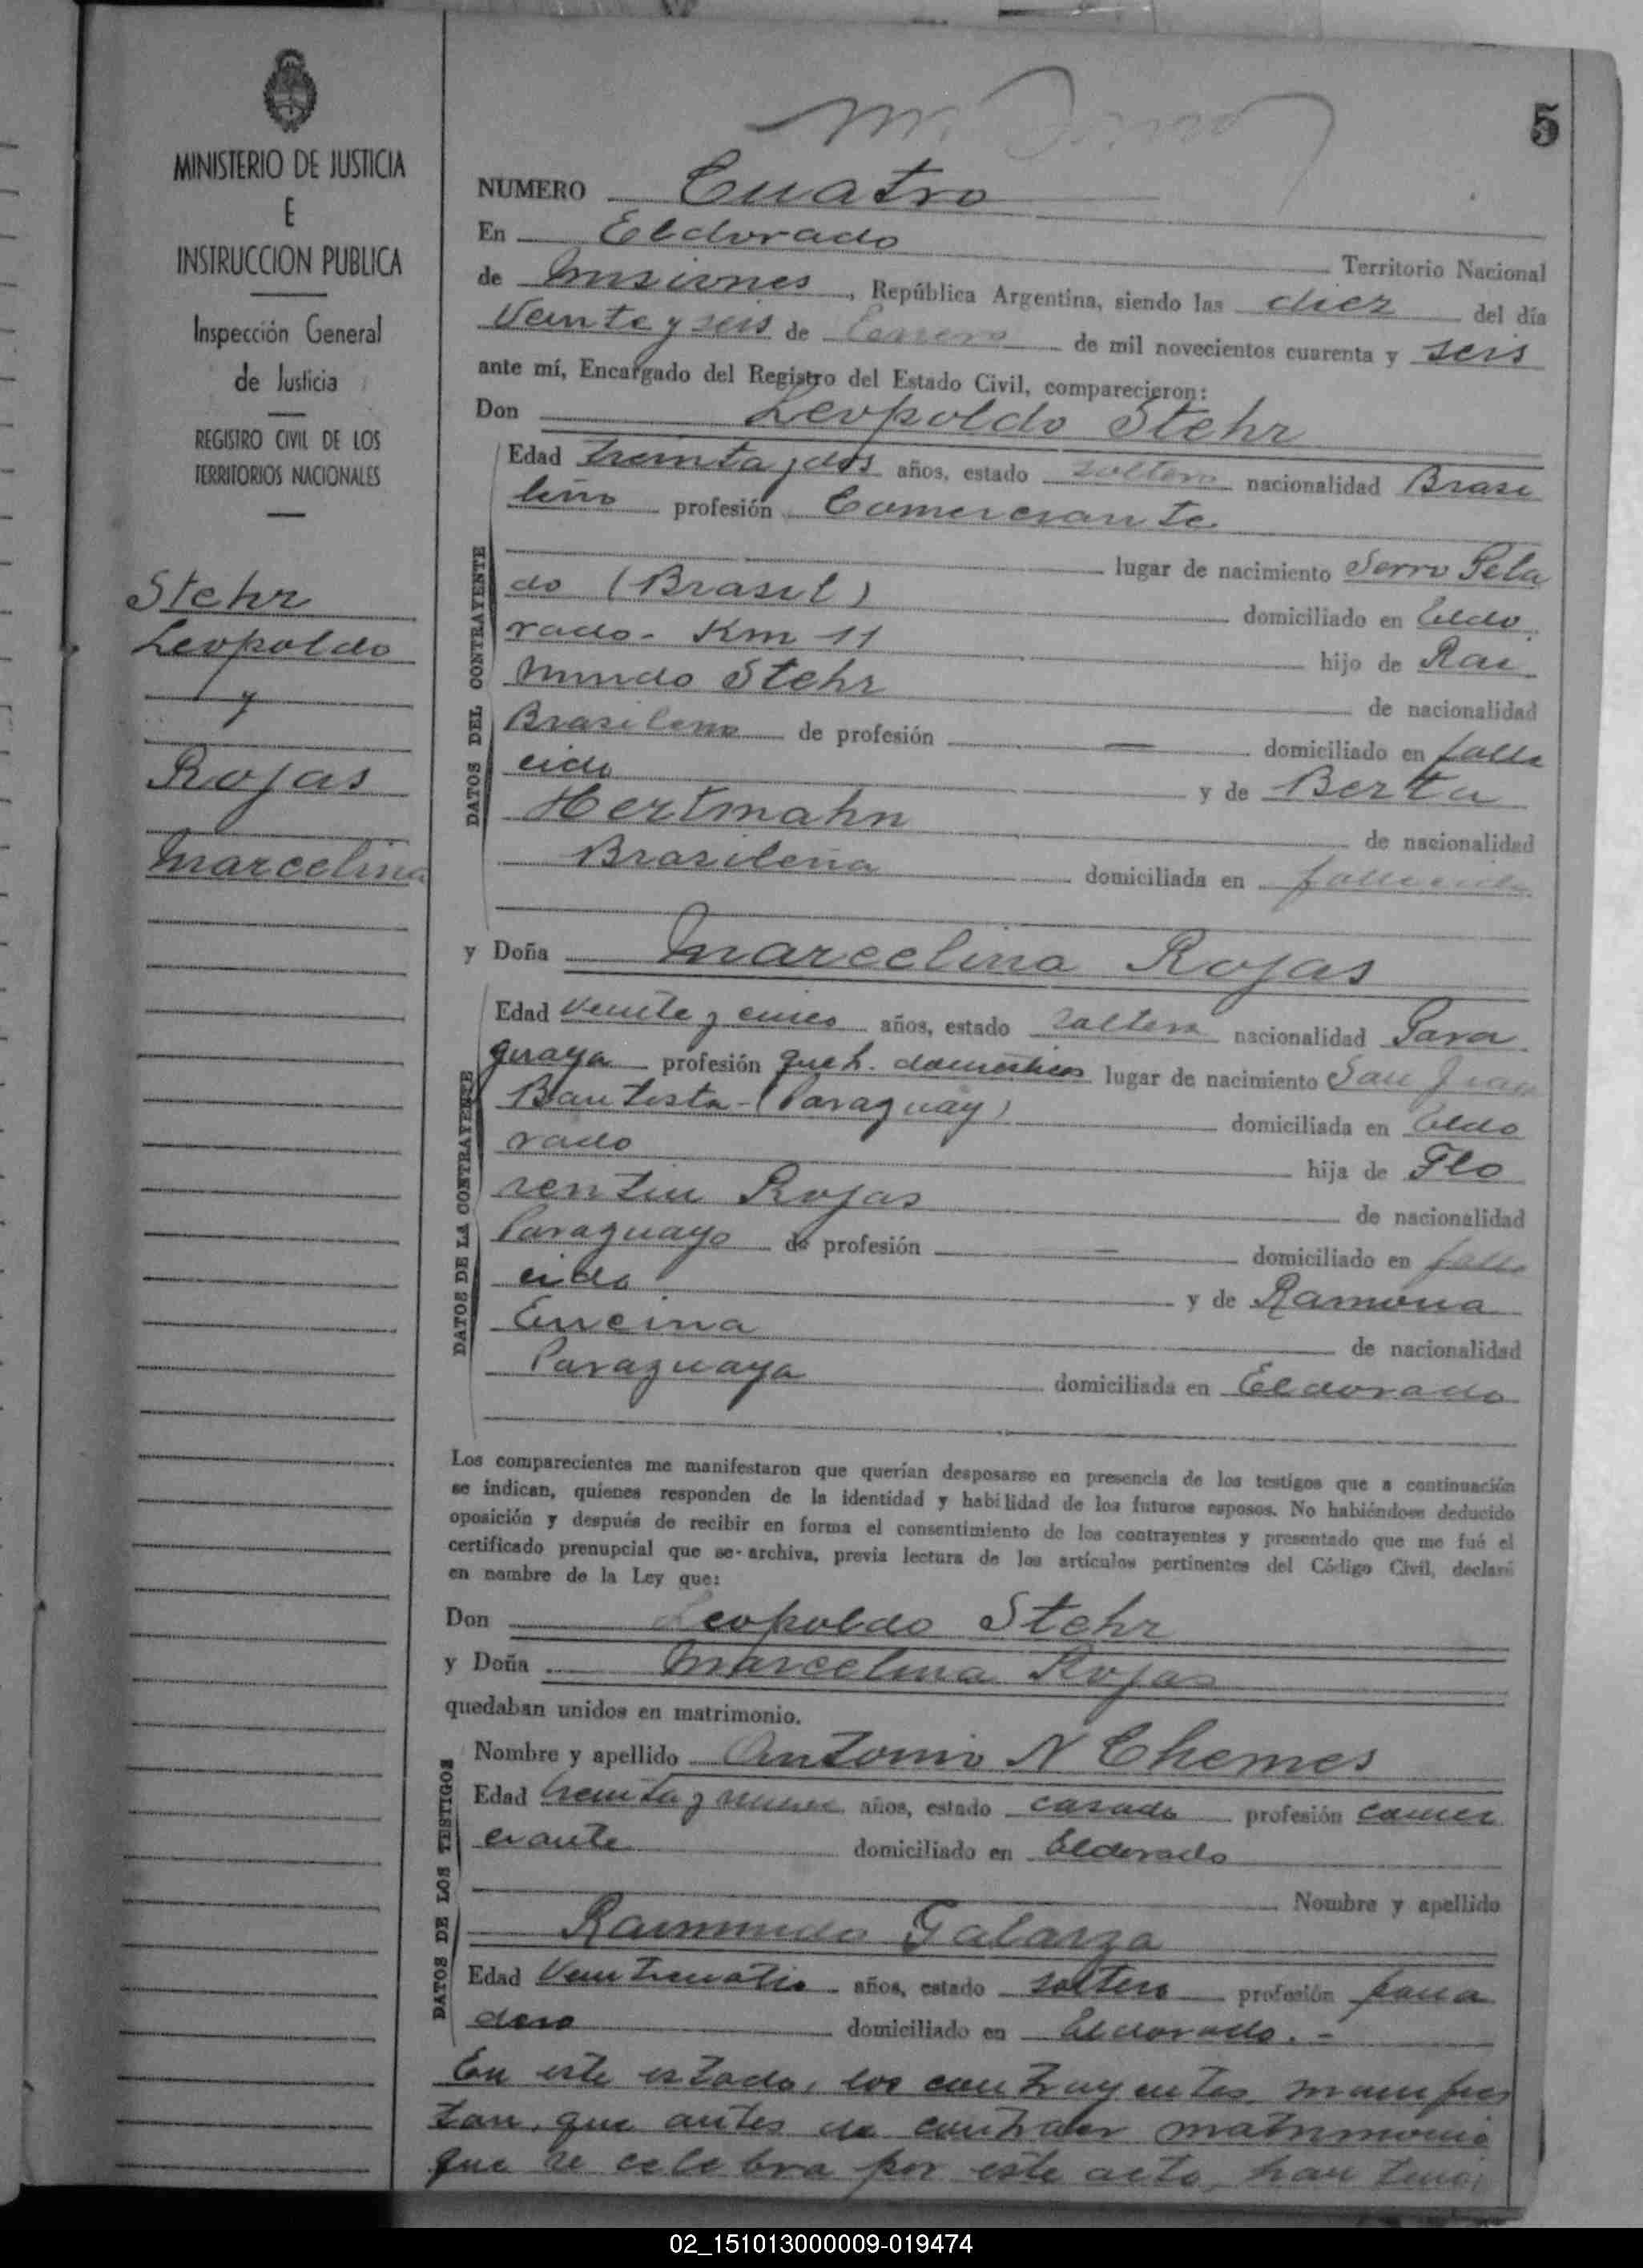 MINISTERIO DE JUSTICIA
E
INSTRUCCION PUBLICA
Inspección General
de Justicia
REGISTRO CIVIL DE LOS
TERRITORIOS NACIONALES
Stehr
Leopoldo
y
Rojas
Marcelina
5
NUMERO Cuatro
En Eldorado Territorio Nacional
de Misiones, República Argentina, siendo las diez del día
Veinte y seis de Enero de mil novecientos cuarenta y seis
ante mí, Encargado del Registro del Estado Civil, comparecieron:
Don Leopoldo Stehr
DATOS DEL CONTRAYENTE
Edad treinta y dos años, estado soltero nacionalidad Brasi
leño profesión Comerciante
lugar de nacimiento Serro Pela
do (Brasil) domiciliado en Eldo
rado - Km 11 hijo de Rai
mundo Stehr de nacionalidad
Brasileño de profesión — domiciliado en falle
cido y de Berta
Hertmahn de nacionalidad
Brasileña domiciliada en fallecida
y Doña Marcelina Rojas
DATOS DE LA CONTRAYENTE
Edad veinte y cinco años, estado soltera nacionalidad Para
guaya profesión queh. domésticos lugar de nacimiento San Juan
Bautista - (Paraguay) domiciliada en Eldo
rado hija de Flo
rentin Rojas de nacionalidad
Paraguayo de profesión — domiciliado en falle
cido y de Ramona
Encina de nacionalidad
Paraguaya domiciliada en Eldorado
Los comparecientes me manifestaron que querían desposarse en presencia de los testigos que a continuación
se indican, quienes responden de la identidad y habilidad de los futuros esposos. No habiéndose deducido
oposición y después de recibir en forma el consentimiento de los contrayentes y presentado que me fué el
certificado prenupcial que se archiva, previa lectura de los artículos pertinentes del Código Civil, declaré
en nombre de la Ley que:
Don Leopoldo Stehr
y Doña Marcelina Rojas
quedaban unidos en matrimonio.
DATOS DE LOS TESTIGOS
Nombre y apellido Antonio N Chemes
Edad treinta y nueve años, estado casado profesión comer
ciante domiciliado en Eldorado
Nombre y apellido
Raimundo Galarza
Edad Veinticuatro años, estado soltero profesión pana
dero domiciliado en Eldorado. -
En este estado, los contrayentes manifies
tan, que antes de contraer matrimonio
que se celebra por este acto, han teni
02_151013000009-019474